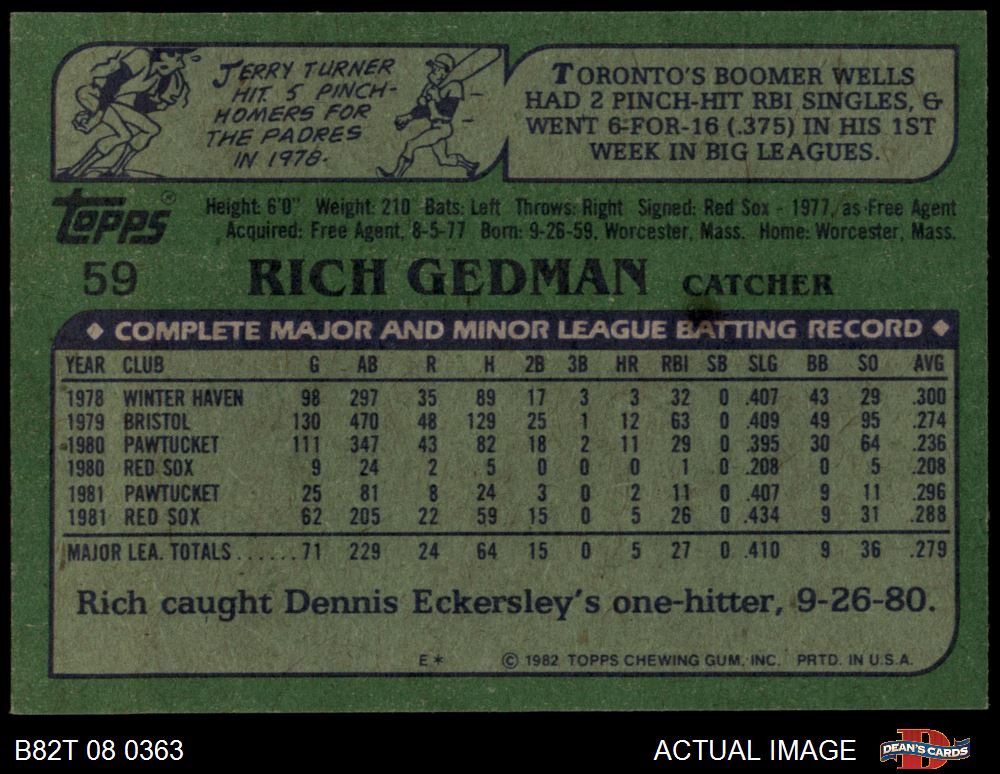 JERRY TURNER
HIT 5 PINCH-
HOMERS FOR
THE PADRES
IN 1978.
TORONTO'S BOOMER WELLS
HAD 2 PINCH-HIT RBI SINGLES, &
WENT 6-FOR-16 (.375) IN HIS 1ST
WEEK IN BIG LEAGUES.
Topps®
Height: 6'0" Weight: 210 Bats: Left Throws: Right Signed: Red Sox - 1977, as Free Agent
Acquired: Free Agent, 8-5-77 Born: 9-26-59, Worcester, Mass. Home: Worcester, Mass.
59 RICH GEDMAN CATCHER
◆ COMPLETE MAJOR AND MINOR LEAGUE BATTING RECORD ◆
YEAR CLUB G AB R H 2B 3B HR RBI SB SLG BB SO AVG
1978 WINTER HAVEN 98 297 35 89 17 3 3 32 0 .407 43 29 .300
1979 BRISTOL 130 470 48 129 25 1 12 63 0 .409 49 95 .274
1980 PAWTUCKET 111 347 43 82 18 2 11 29 0 .395 30 64 .236
1980 RED SOX 9 24 2 5 0 0 0 1 0 .208 0 5 .208
1981 PAWTUCKET 25 81 8 24 3 0 2 11 0 .407 9 11 .296
1981 RED SOX 62 205 22 59 15 0 5 26 0 .434 9 31 .288
MAJOR LEA. TOTALS......71 229 24 64 15 0 5 27 0 .410 9 36 .279
Rich caught Dennis Eckersley's one-hitter, 9-26-80.
E* © 1982 TOPPS CHEWING GUM, INC. PRTD. IN U.S.A.
B82T 08 0363 ACTUAL IMAGE DEAN'S CARDS